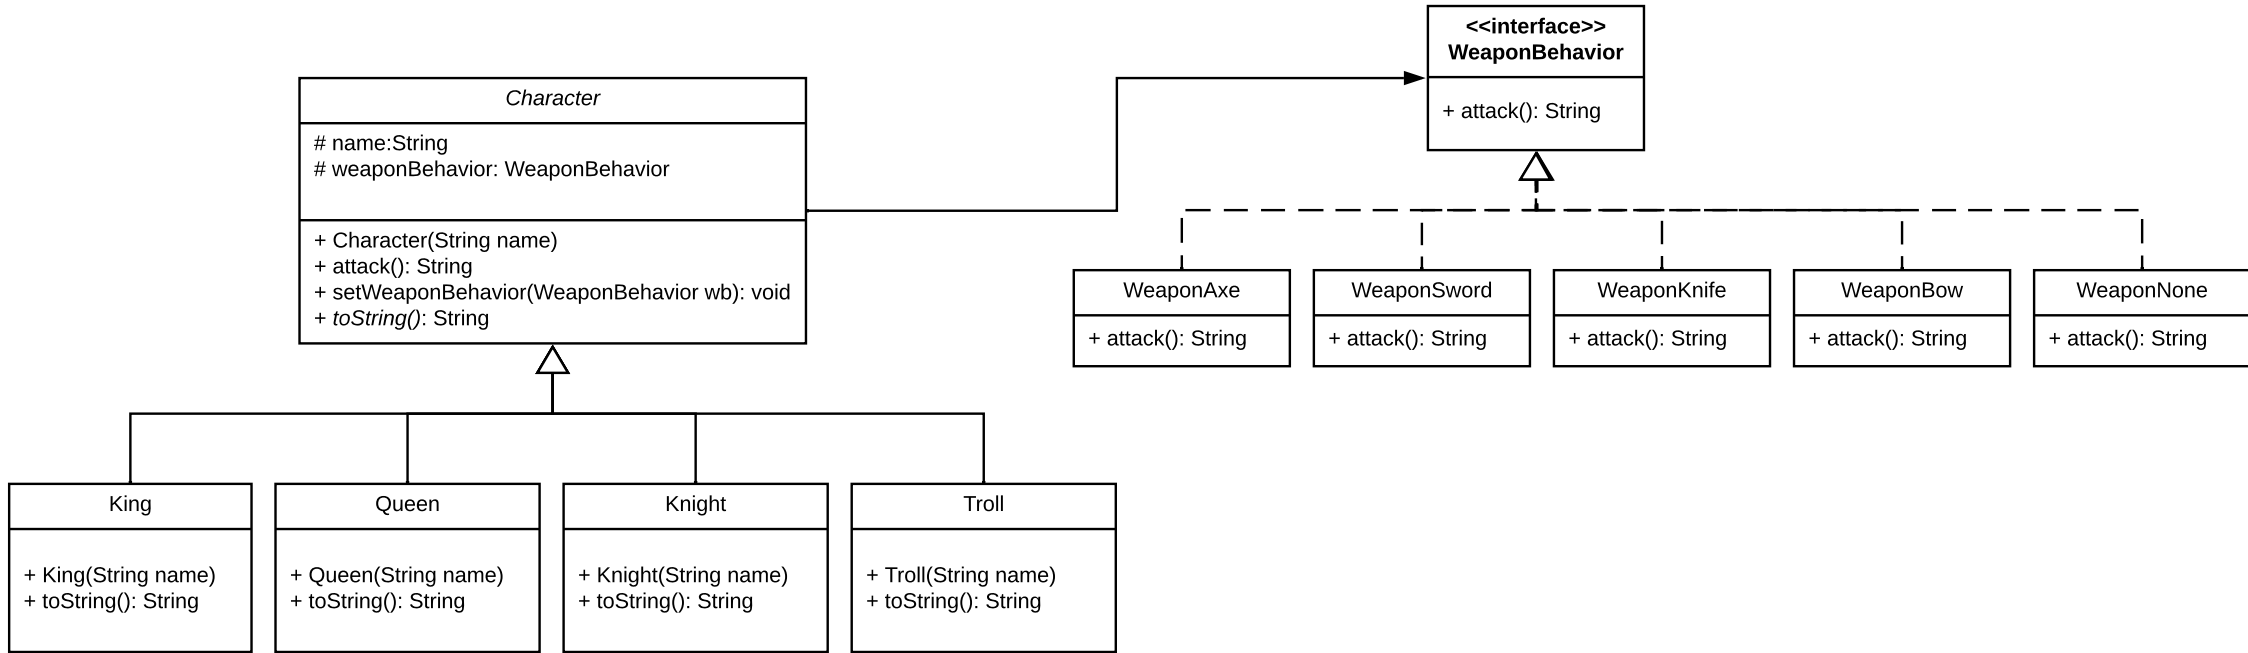 <<interface>>
WeaponBehavior
+ attack(): String
Character
# name:String
# weaponBehavior: WeaponBehavior
+ Character(String name)
+ attack(): String
+ setWeaponBehavior(WeaponBehavior wb): void
+ toString(): String
WeaponAxe
+ attack(): String
WeaponSword
+ attack(): String
WeaponKnife
+ attack(): String
WeaponBow
+ attack(): String
WeaponNone
+ attack(): String
King
+ King(String name)
+ toString(): String
Queen
+ Queen(String name)
+ toString(): String
Knight
+ Knight(String name)
+ toString(): String
Troll
+ Troll(String name)
+ toString(): String